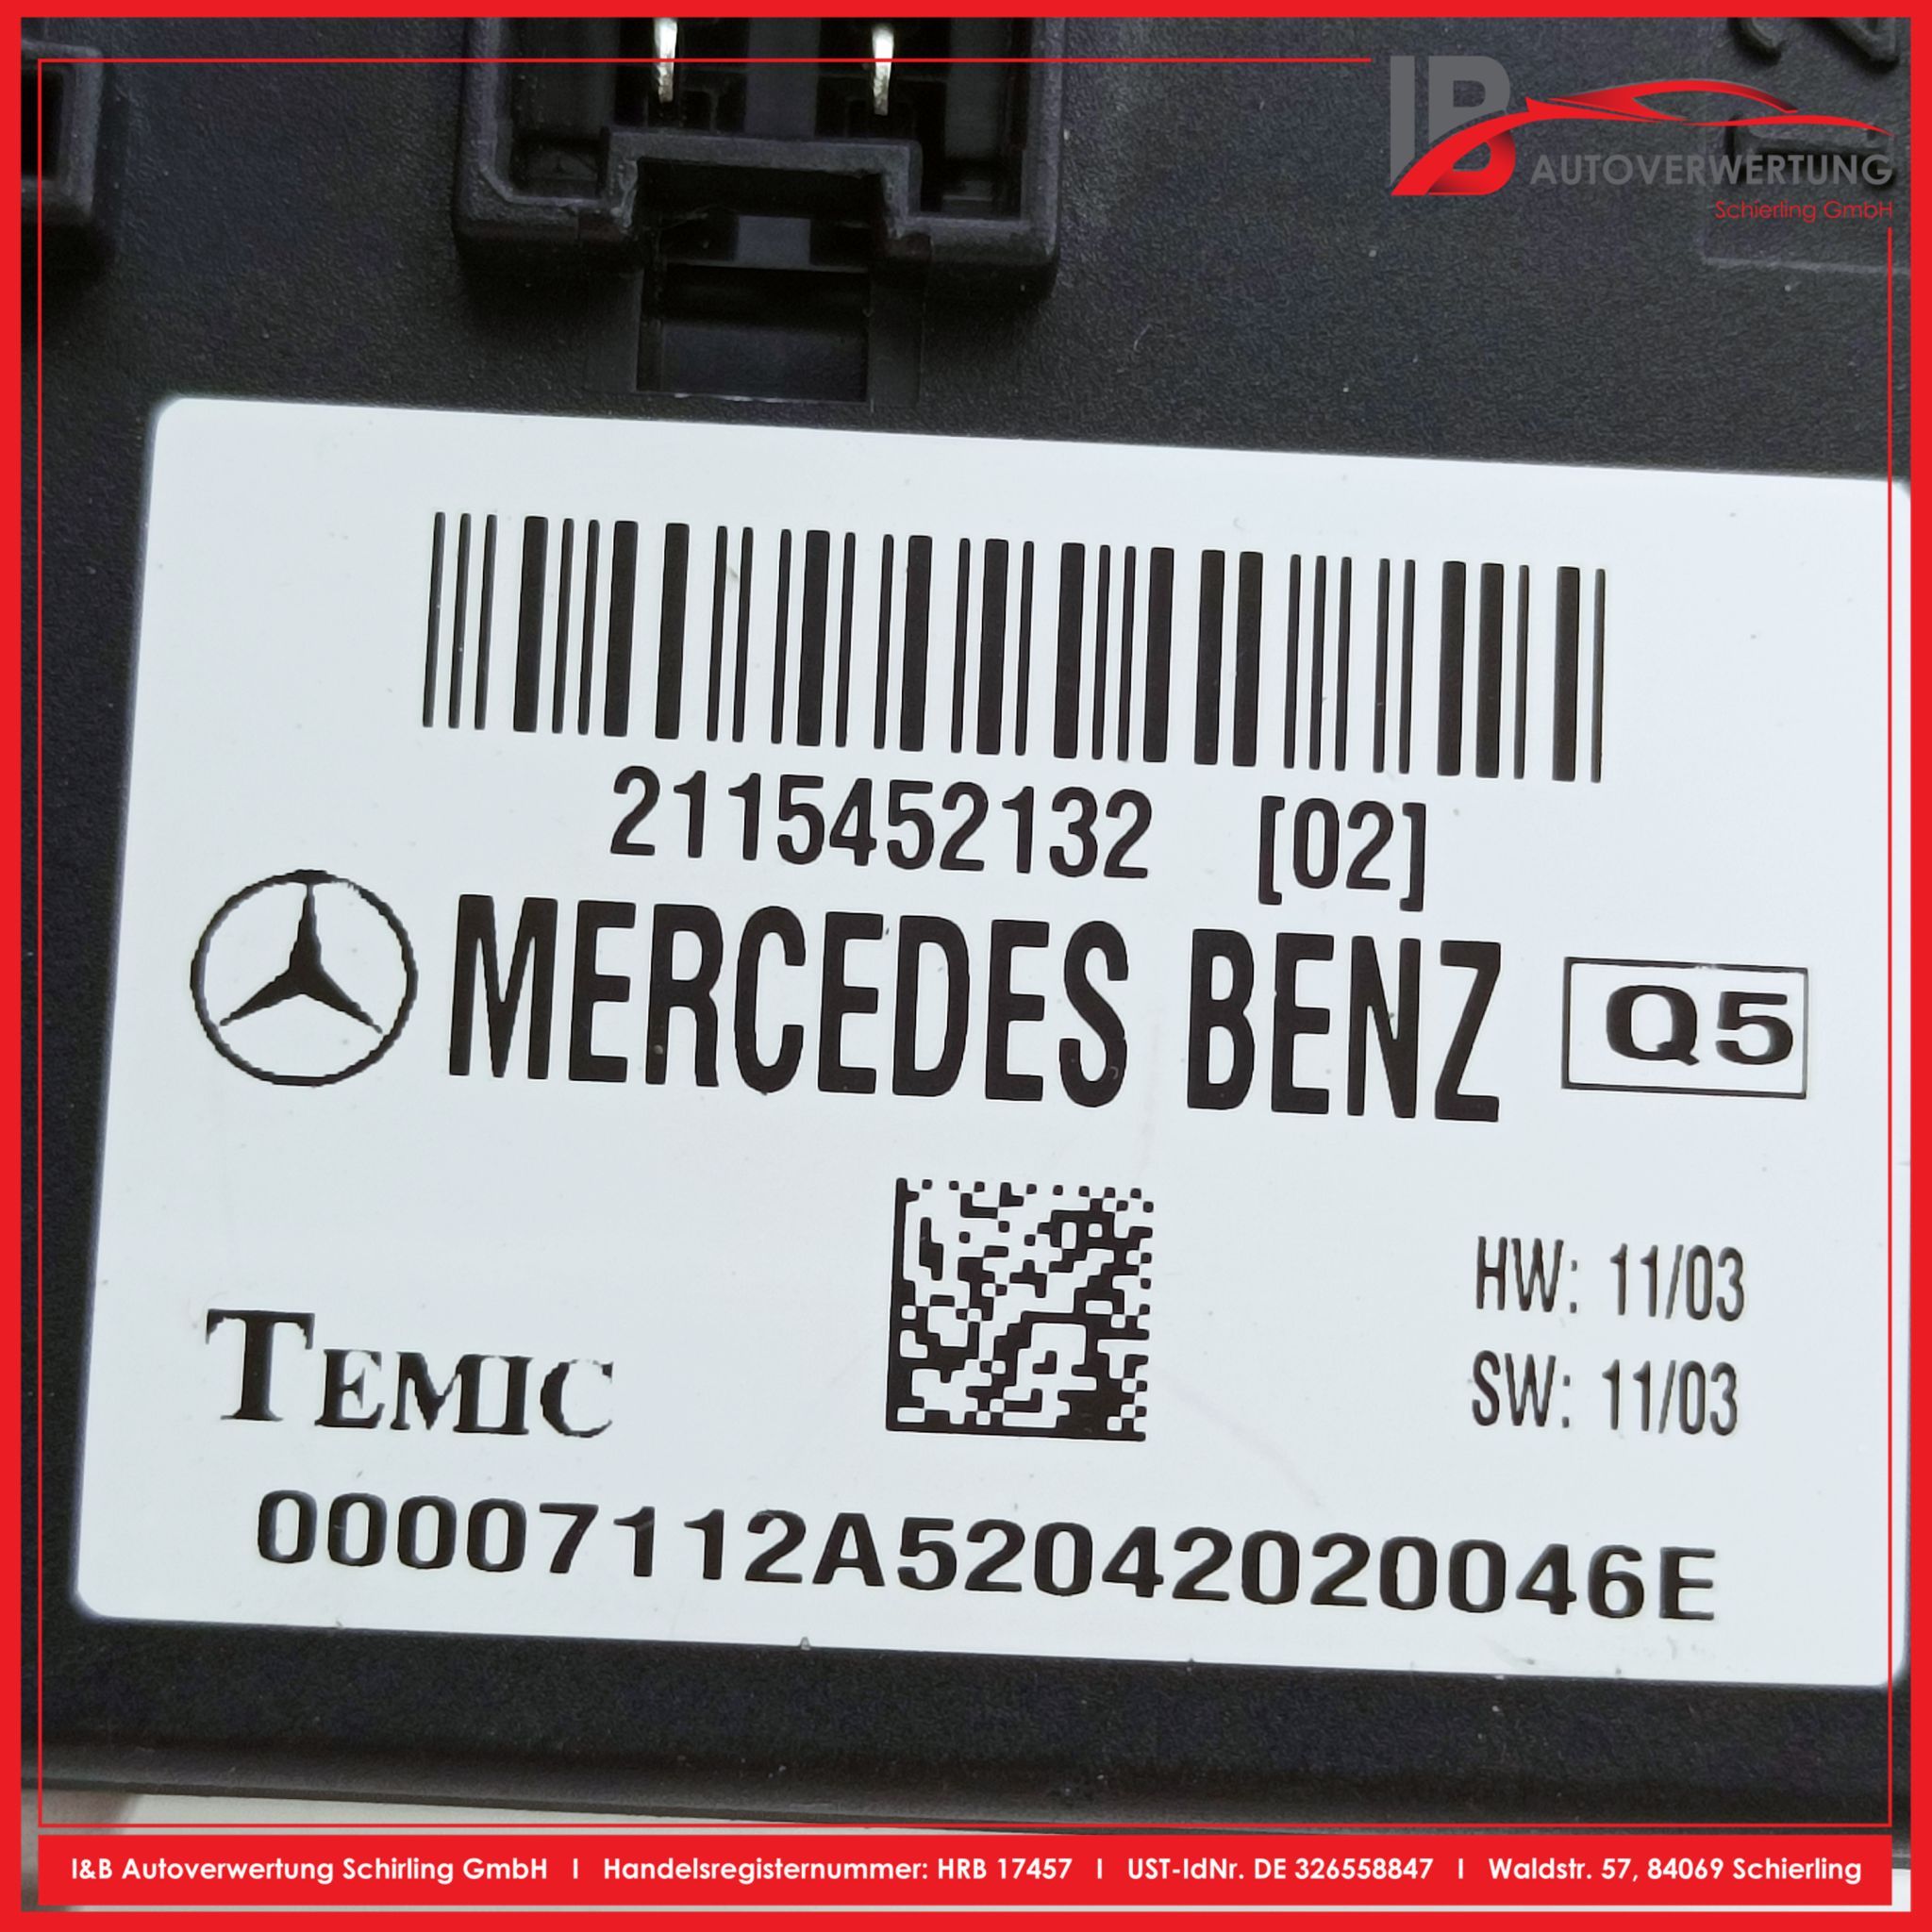 IB
AUTOVERWERTUNG
Schierling GmbH
2115452132 [02]
MERCEDES BENZ Q5
HW: 11/03
SW: 11/03
TEMIC
00007112A52042020046E
I&B Autoverwertung Schirling GmbH I Handelsregisternummer: HRB 17457 I UST-IdNr. DE 326558847 I Waldstr. 57, 84069 Schierling